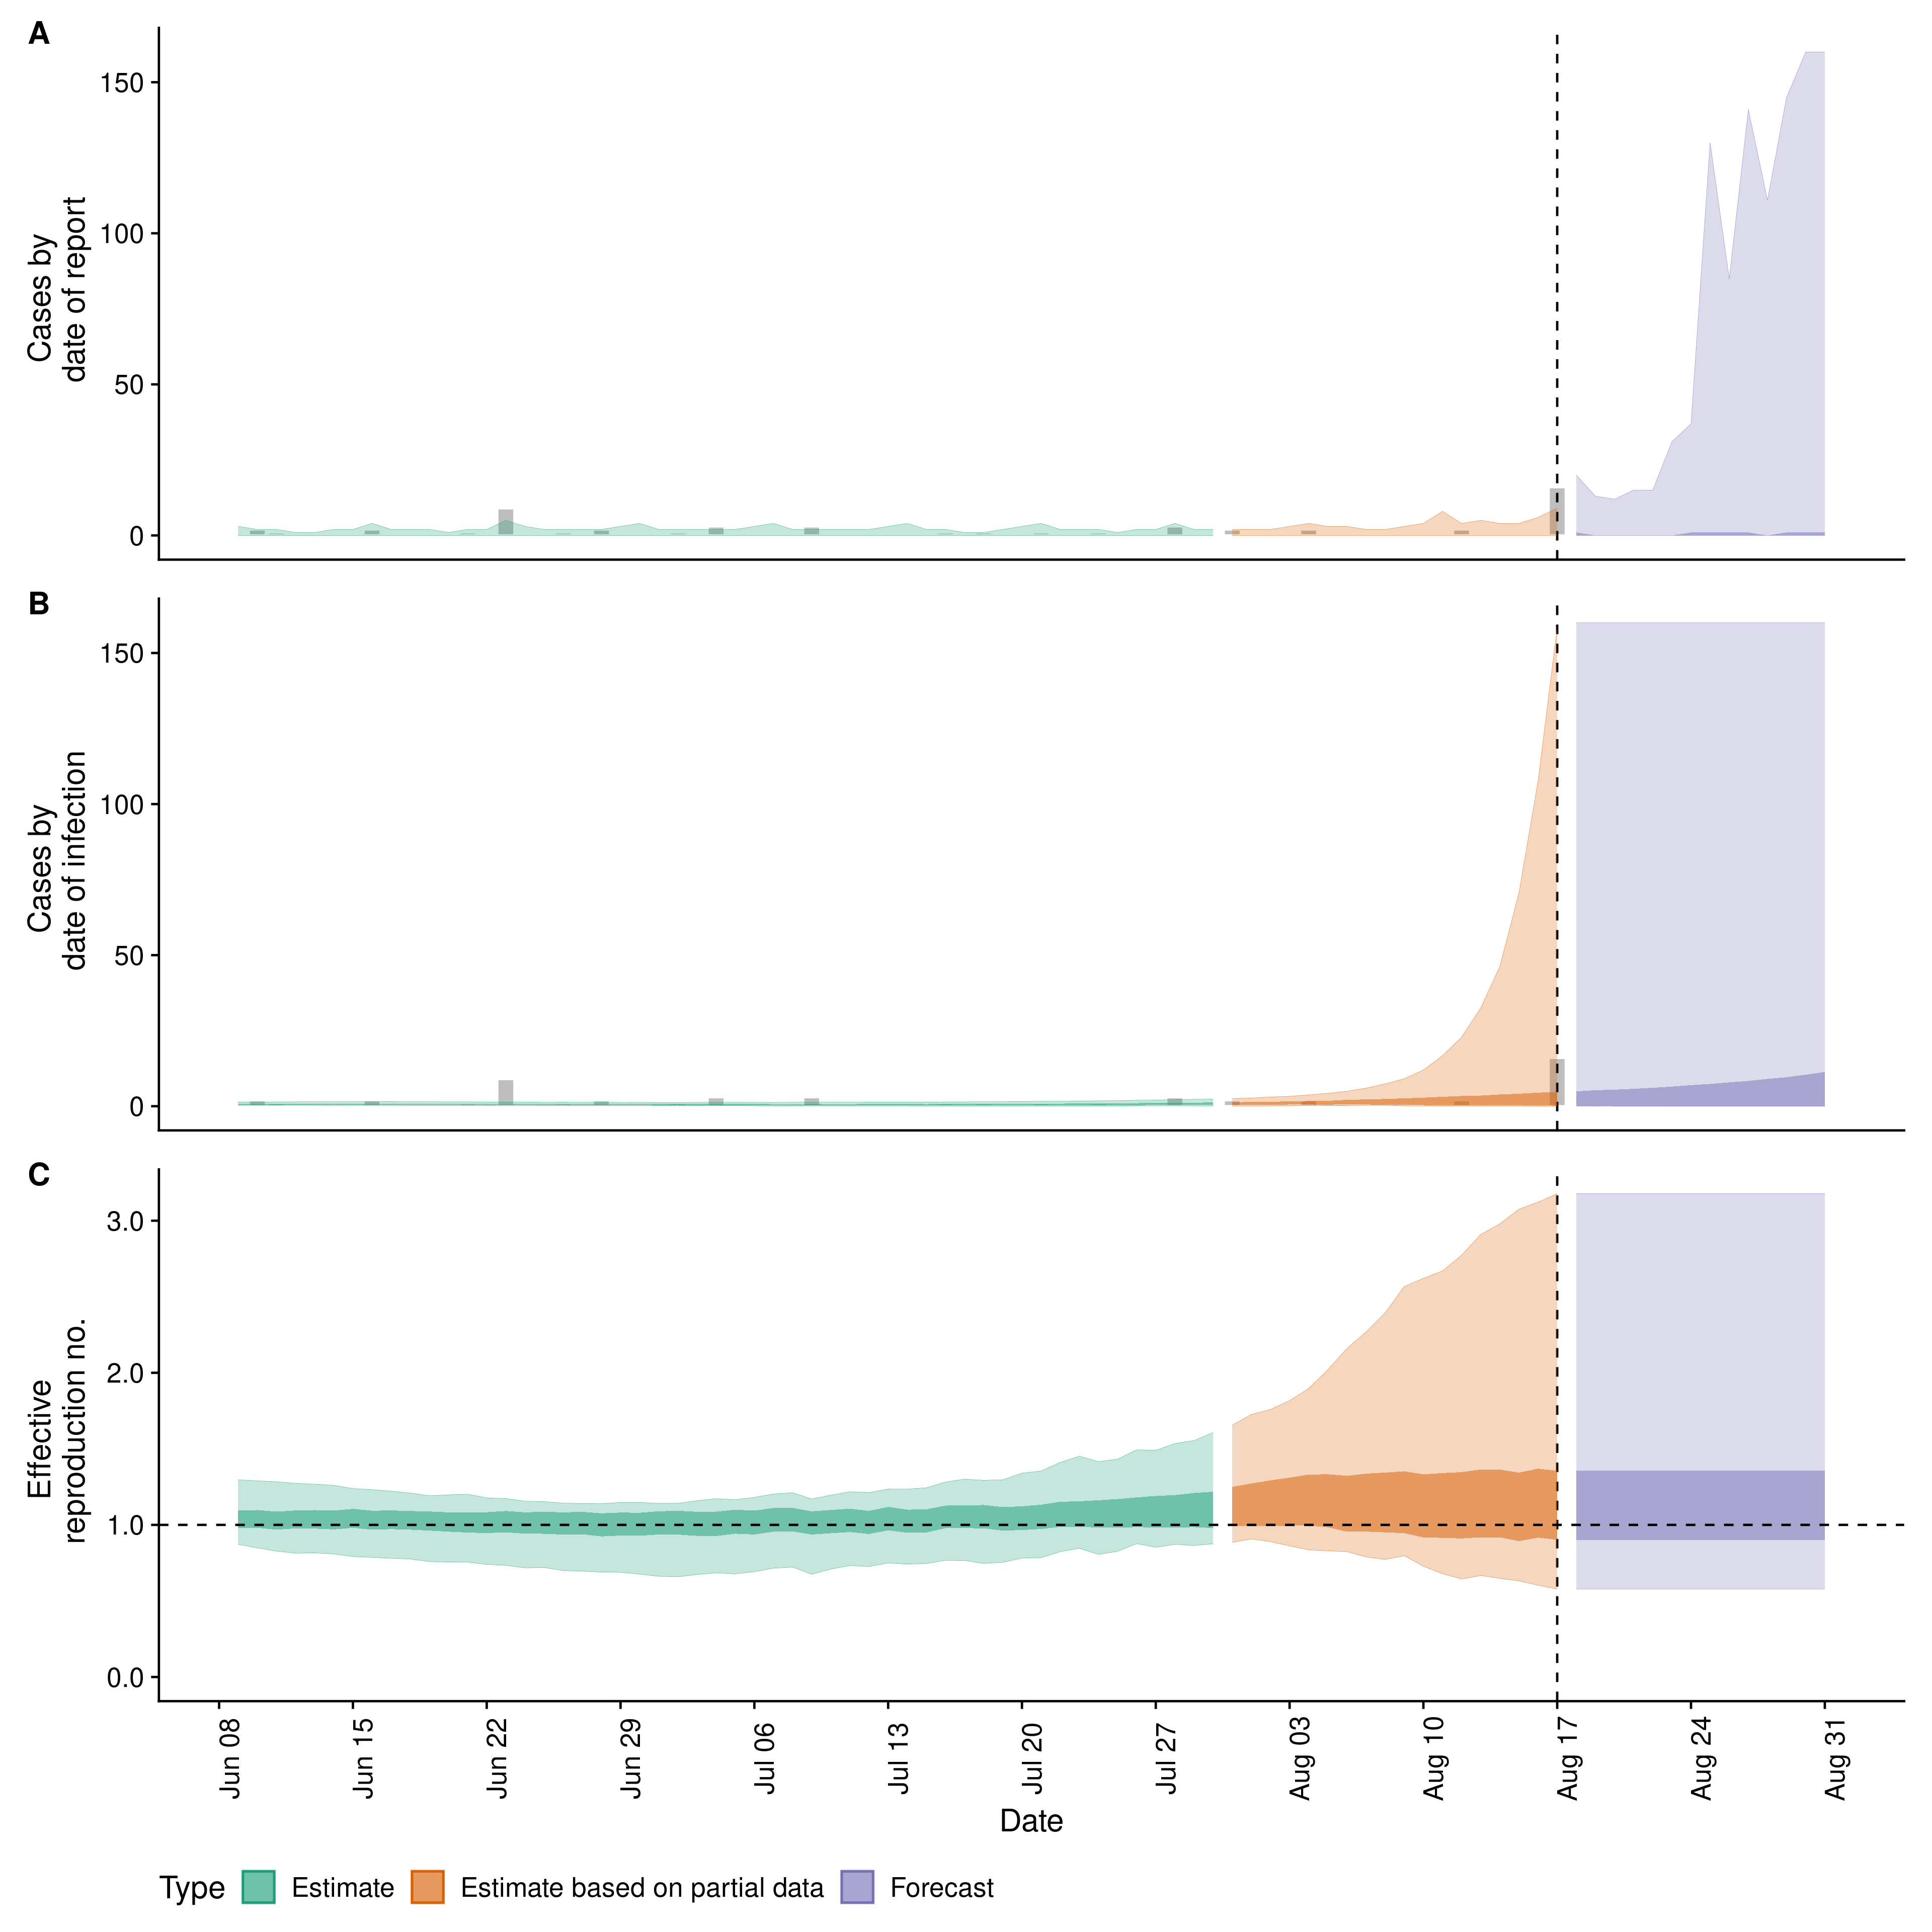 A
Cases by
date of report
150
100
50
0
B
Cases by
date of infection
150
100
50
0
C
Effective
reproduction no.
3.0
2.0
1.0
0.0
Jun 08
Jun 15
Jun 22
Jun 29
Jul 06
Jul 13
Jul 20
Jul 27
Aug 03
Aug 10
Aug 17
Aug 24
Aug 31
Date
Type Estimate Estimate based on partial data Forecast